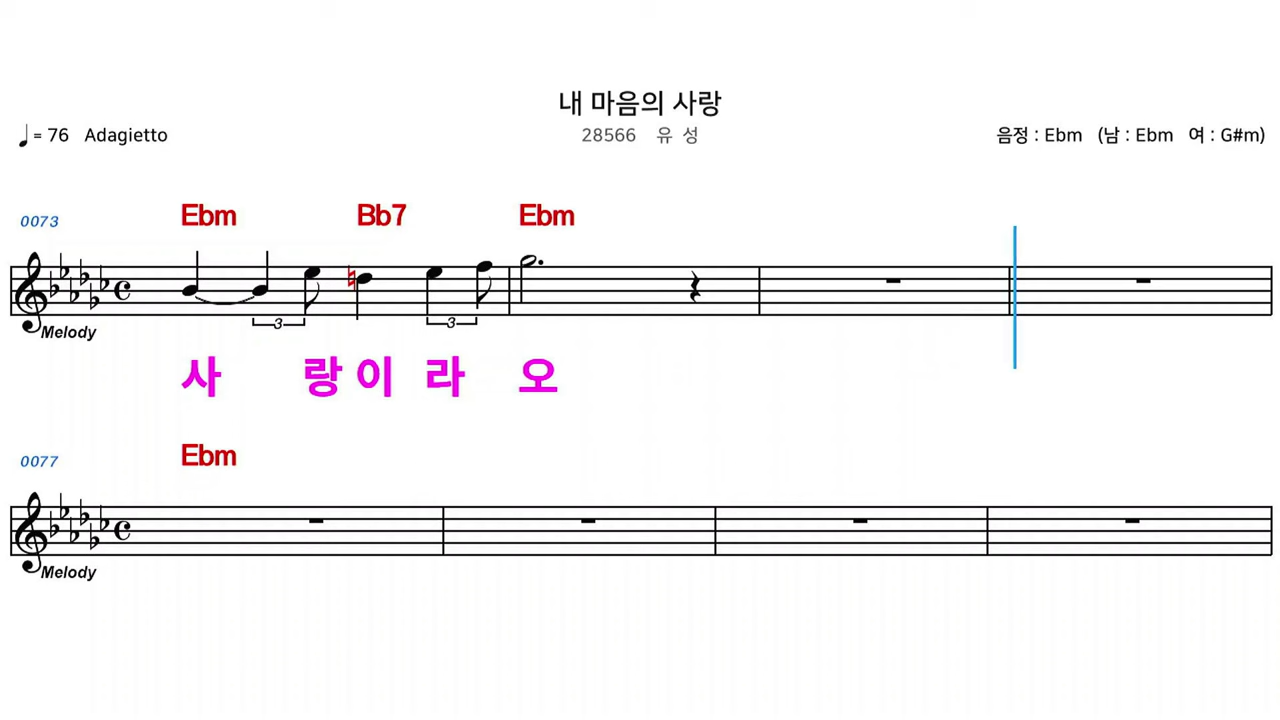 내 마음의 사랑
♩= 76 Adagietto
28566 유 성
음정 : Ebm (남 : Ebm 여 : G#m)
0073 Ebm Bb7 Ebm
3 3
Melody
사 랑 이 라 오
0077 Ebm
Melody